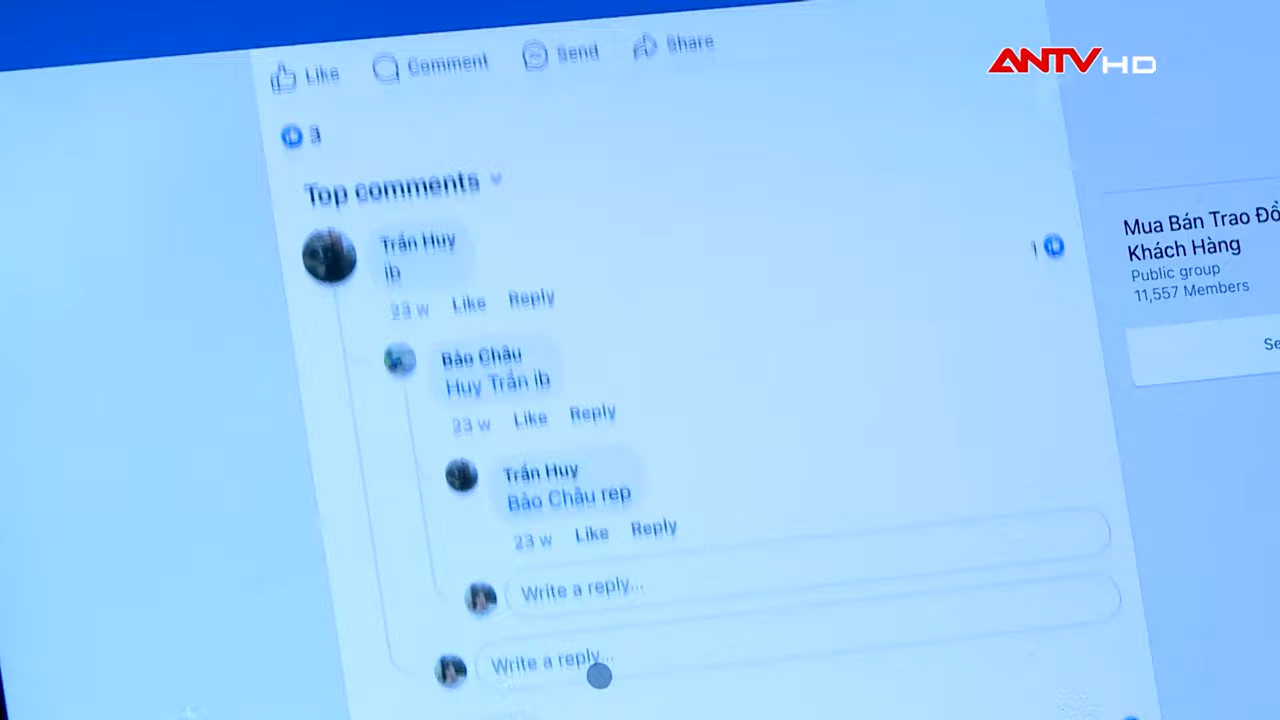 Like Comment Send Share
ANTV HD
3
Top comments
Trần Huy
ib
1
23 w Like Reply
Bảo Châu
Huy Trần ib
23 w Like Reply
Trần Huy
Bảo Châu rep
23 w Like Reply
Write a reply...
Write a reply...
Mua Bán Trao Đổ
Khách Hàng
Public group
11,557 Members
Se